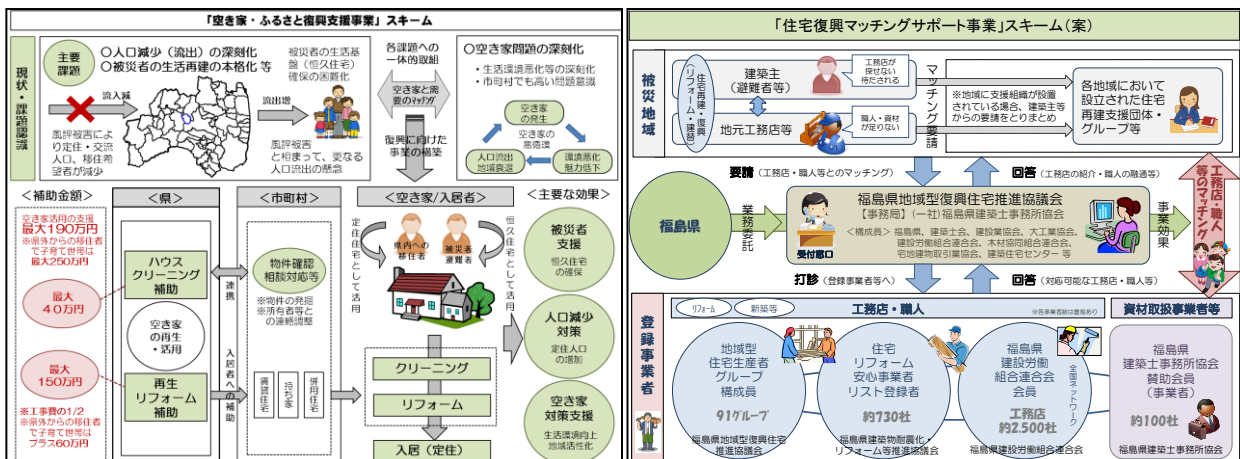 「空き家・ふるさと復興支援事業」スキーム
現状・課題認識
主要
課題
○人口減少（流出）の深刻化
○被災者の生活再建の本格化 等
流入減
風評被害によ
り定住・交流
人口、移住希
望者が減少
流出増
被災者の生活基
盤（恒久住宅）
確保の困難化
風評被害
と相まって、更なる
人口流出の懸念
各課題への
一体的取組
空き家と需
要のマッチング
復興に向けた
事業の構築
○空き家問題の深刻化
・生活環境悪化等の深刻化
・市町村でも高い問題意識
空き家
の発生
空き家の
悪循環
人口流出
地域衰退
環境悪化
魅力低下
＜補助金額＞
空き家活用の支援
最大190万円
※県外からの移住者
で子育て世帯は
最大250万円
最大
４０万円
最大
150万円
※工事費の1/2
※県外からの移住者
で子育て世帯は
プラス60万円
＜県＞
ハウス
クリーニング
補助
空き家
の再生
・活用
再生
リフォーム
補助
連携
入居者への補助
＜市町村＞
物件確認
相談対応等
※物件の発掘
※所有者等と
の連絡調整
賃貸住宅
持ち家
併用住宅
＜空き家/入居者＞
定住住宅として活用
県内への
移住者
被災者
避難者
恒久住宅として活用
クリーニング
リフォーム
入居（定住）
＜主要な効果＞
被災者
支援
恒久住宅
の確保
人口減少
対策
定住人口
の増加
空き家
対策支援
生活環境向上
地域活性化
「住宅復興マッチングサポート事業」スキーム（案）
被災地域
住宅再建・復興
（リフォーム・建替）
建築主
（避難者等）
工務店が
探せない
待たされる
地元工務店等
職人・資材
が足りない
マッチング要請
※地域に支援組織が設置
されている場合、建築主等
からの要請をとりまとめ
各地域において
設立された住宅
再建支援団体・
グループ等
要請（工務店・職人等とのマッチング）
回答（工務店の紹介・職人の融通等）
工務店・職人
等のマッチング
福島県
業務委託
受付窓口
福島県地域型復興住宅推進協議会
【事務局】（一社）福島県建築士事務所協会
＜構成員＞ 福島県、建築士会、建設業協会、大工業協会、
建設労働組合連合会、木材協同組合連合会、
宅地建物取引業協会、建築住宅センター 等
事業効果
打診（登録事業者等へ）
回答（対応可能な工務店・職人等）
登録事業者
リフォーム
新築等
工務店・職人
※各事業者数は重複あり
資材取扱事業者等
地域型
住宅生産者
グループ
構成員
91グループ
福島県地域型復興住宅
推進協議会
住宅
リフォーム
安心事業者
リスト登録者
約730社
福島県建築物耐震化・
リフォーム等推進協議会
福島県
建設労働
組合連合会
会員
工務店
約2,500社
福島県建設労働組合連合会
全国ネットワーク
福島県
建築士事務所協会
賛助会員
（事業者）
約100社
福島県建築士事務所協会